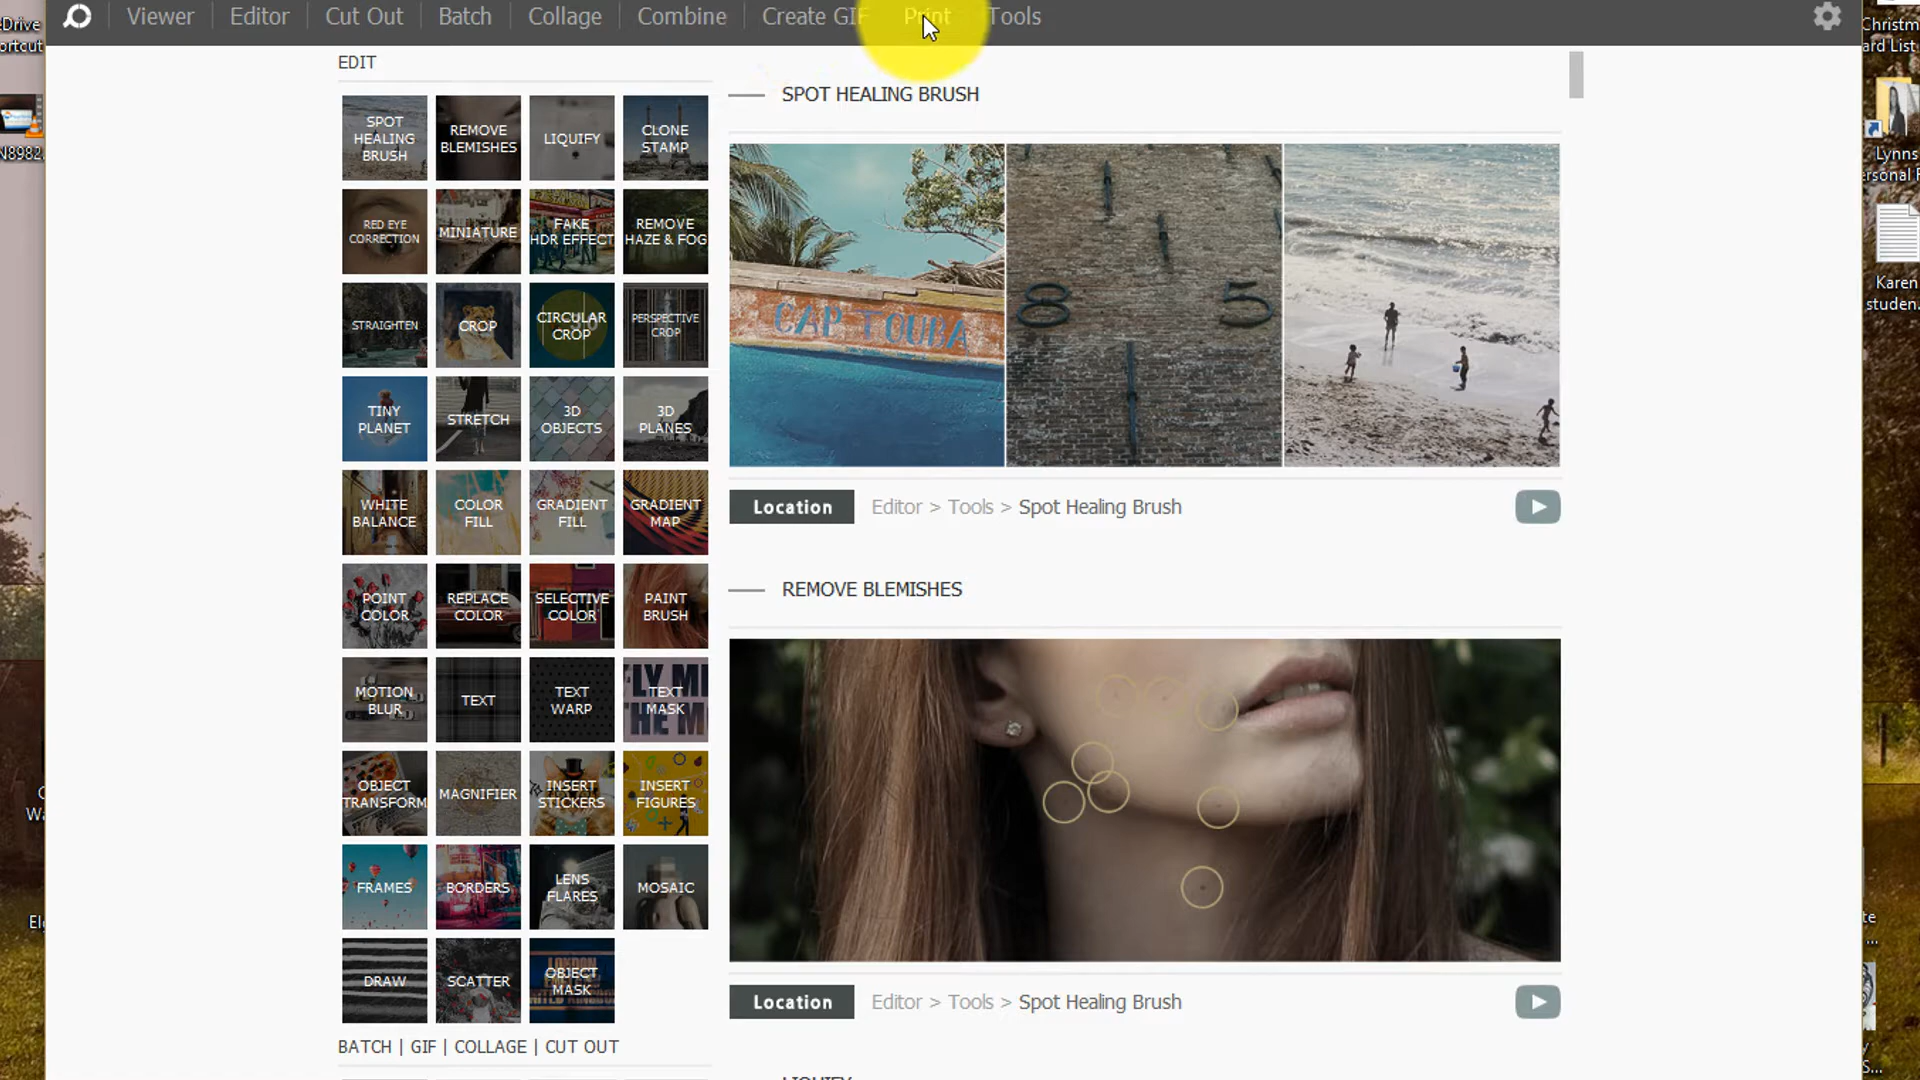 Viewer
Editor
Cut Out
Batch
Collage
Combine
Create GIF
Print
Tools
EDIT
SPOT
HEALING
BRUSH
REMOVE
BLEMISHES
LIQUIFY
CLONE
STAMP
RED EYE
CORRECTION
MINIATURE
FAKE
HDR EFFECT
REMOVE
HAZE & FOG
STRAIGHTEN
CROP
CIRCULAR
CROP
PERSPECTIVE
CROP
TINY
PLANET
STRETCH
3D
OBJECTS
3D
PLANES
WHITE
BALANCE
COLOR
FILL
GRADIENT
FILL
GRADIENT
MAP
POINT
COLOR
REPLACE
COLOR
SELECTIVE
COLOR
PAINT
BRUSH
MOTION
BLUR
TEXT
TEXT
WARP
TEXT
MASK
OBJECT
TRANSFORM
MAGNIFIER
INSERT
STICKERS
INSERT
FIGURES
FRAMES
BORDERS
LENS
FLARES
MOSAIC
DRAW
SCATTER
OBJECT
MASK
BATCH | GIF | COLLAGE | CUT OUT
SPOT HEALING BRUSH
CAP TOUBA
8 5
Location Editor > Tools > Spot Healing Brush
REMOVE BLEMISHES
Location Editor > Tools > Spot Healing Brush
LIQUIFY
eDrive
ortcut
N8982
Christm
ard List
Lynns
ersonal F
Karen
studen.